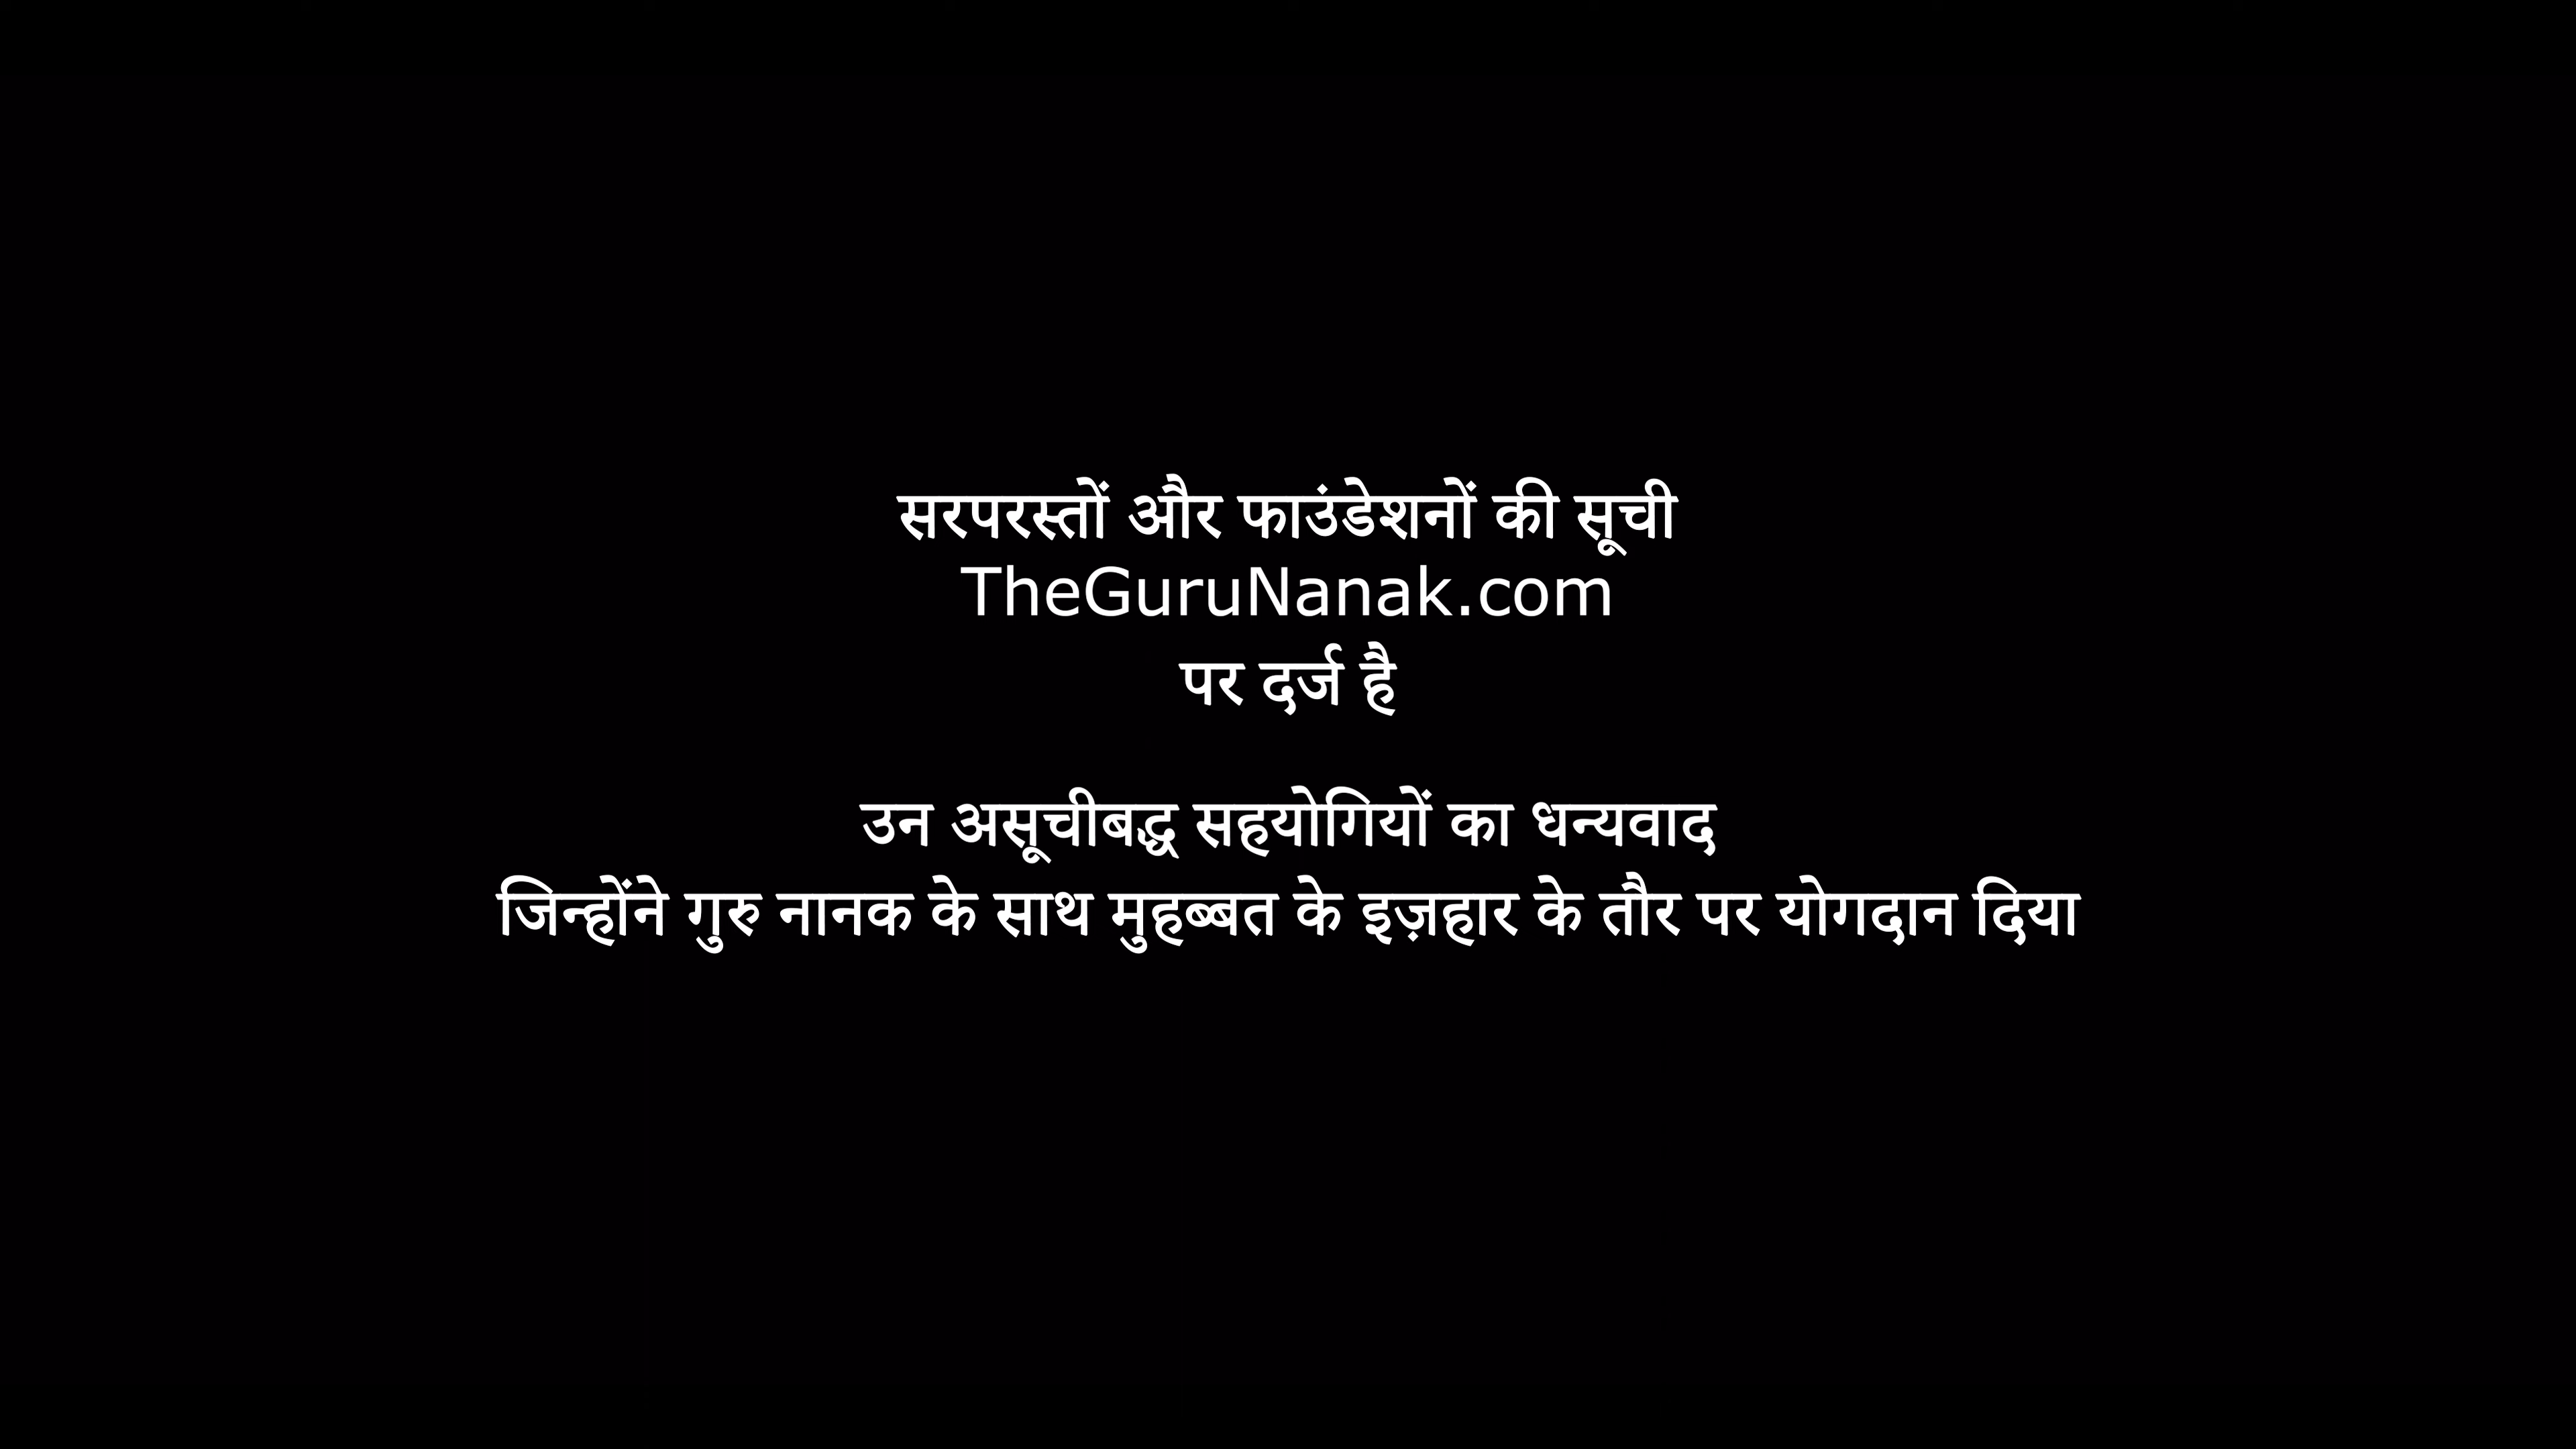 सरपरस्तों और फाउंडेशनों की सूची
TheGuruNanak.com
पर दर्ज है
उन असूचीबद्ध सहयोगियों का धन्यवाद
जिन्होंने गुरु नानक के साथ मुहब्बत के इज़हार के तौर पर योगदान दिया